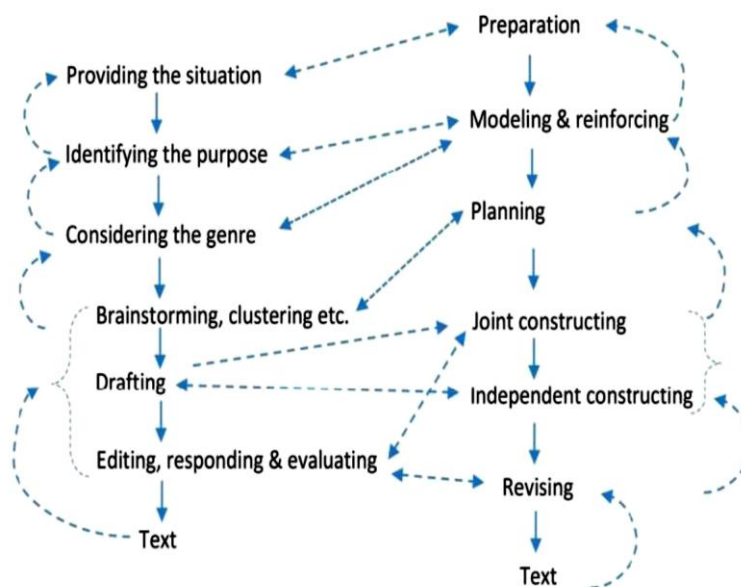 Providing the situation
Identifying the purpose
Considering the genre
Brainstorming, clustering etc.
Drafting
Editing, responding & evaluating
Text
Preparation
Modeling & reinforcing
Planning
Joint constructing
Independent constructing
Revising
Text